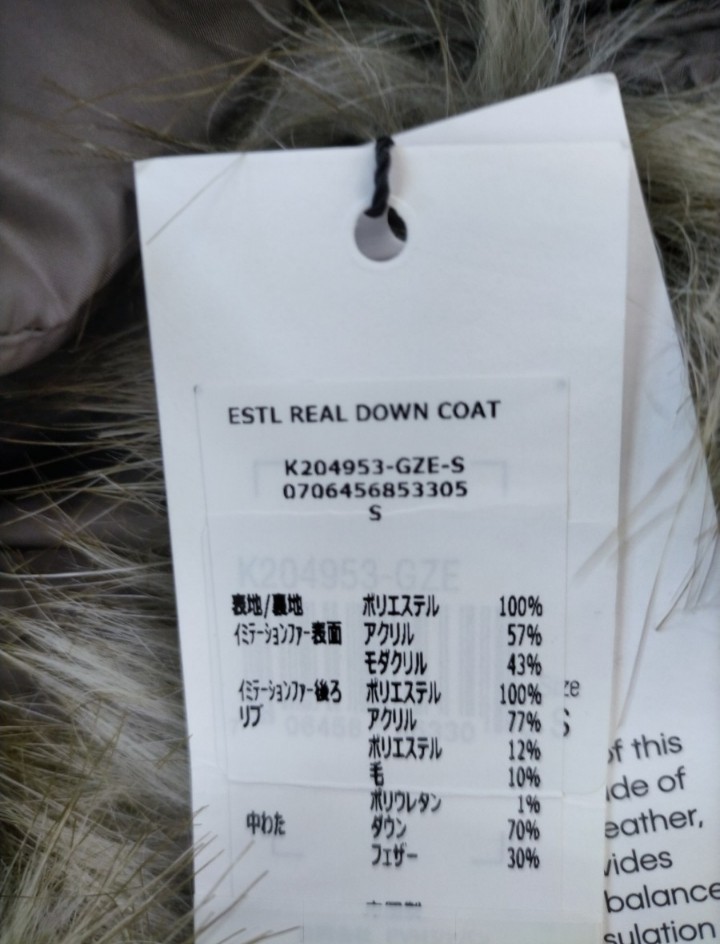 ESTL REAL DOWN COAT
K204953-GZE-S
0706456853305
S
K204953-GZE
表地/裏地 ポリエステル 100%
イミテーションファー表面 アクリル 57%
モダクリル 43%
イミテーションファー後ろ ポリエステル 100%
リブ アクリル 77%
ポリエステル 12%
毛 10%
ポリウレタン 1%
中わた ダウン 70%
フェザー 30%
S
of this
vides
balance